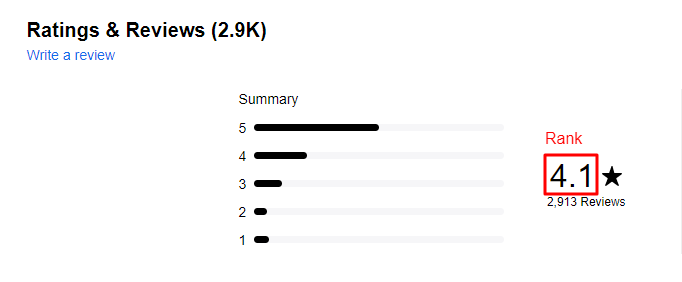 Ratings & Reviews (2.9K)
Write a review
Summary
5
4
3
2
1
Rank
4.1★
2,913 Reviews